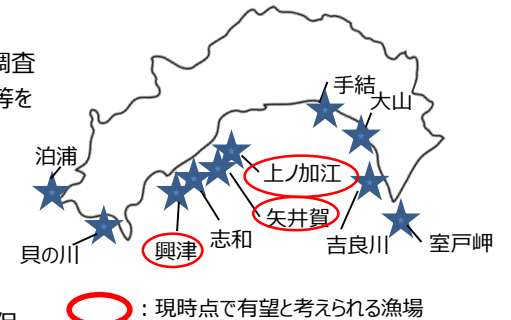 調査
等を
手結
大山
泊浦
上ノ加江
矢井賀
志和
興津
貝の川
吉良川
室戸岬
：現時点で有望と考えられる漁場